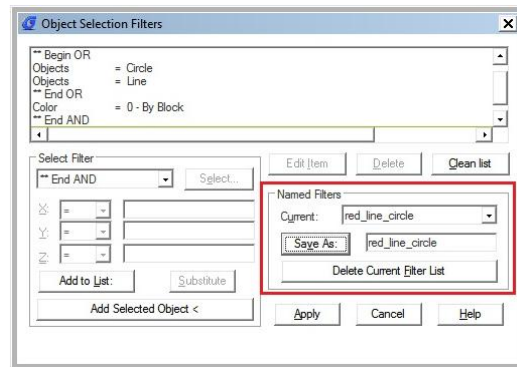 Object Selection Filters
** Begin OR
Objects = Circle
Objects = Line
** End OR
Color = 0 - By Block
** End AND
Select Filter
** End AND
Select...
X: =
Y: =
Z: =
Add to List:
Substitute
Add Selected Object <
Edit Item
Delete
Clean list
Named Filters
Current: red_line_circle
Save As: red_line_circle
Delete Current Filter List
Apply
Cancel
Help